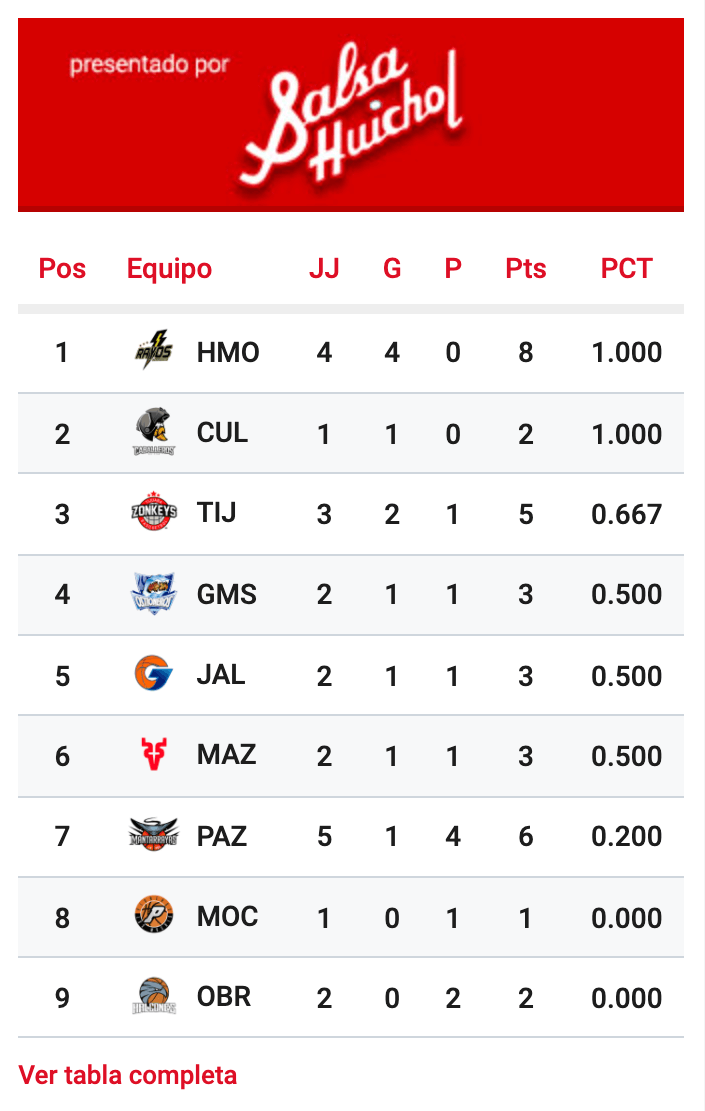 presentado por
Salsa
Huichol
Pos Equipo JJ G P Pts PCT
1 RAYOS HMO 4 4 0 8 1.000
2 CABALLEROS CUL 1 1 0 2 1.000
3 ZONKEYS TIJ 3 2 1 5 0.667
4 GMS 2 1 1 3 0.500
5 JAL 2 1 1 3 0.500
6 MAZ 2 1 1 3 0.500
7 MANTARRAYAS PAZ 5 1 4 6 0.200
8 MOC 1 0 1 1 0.000
9 OBR 2 0 2 2 0.000
Ver tabla completa